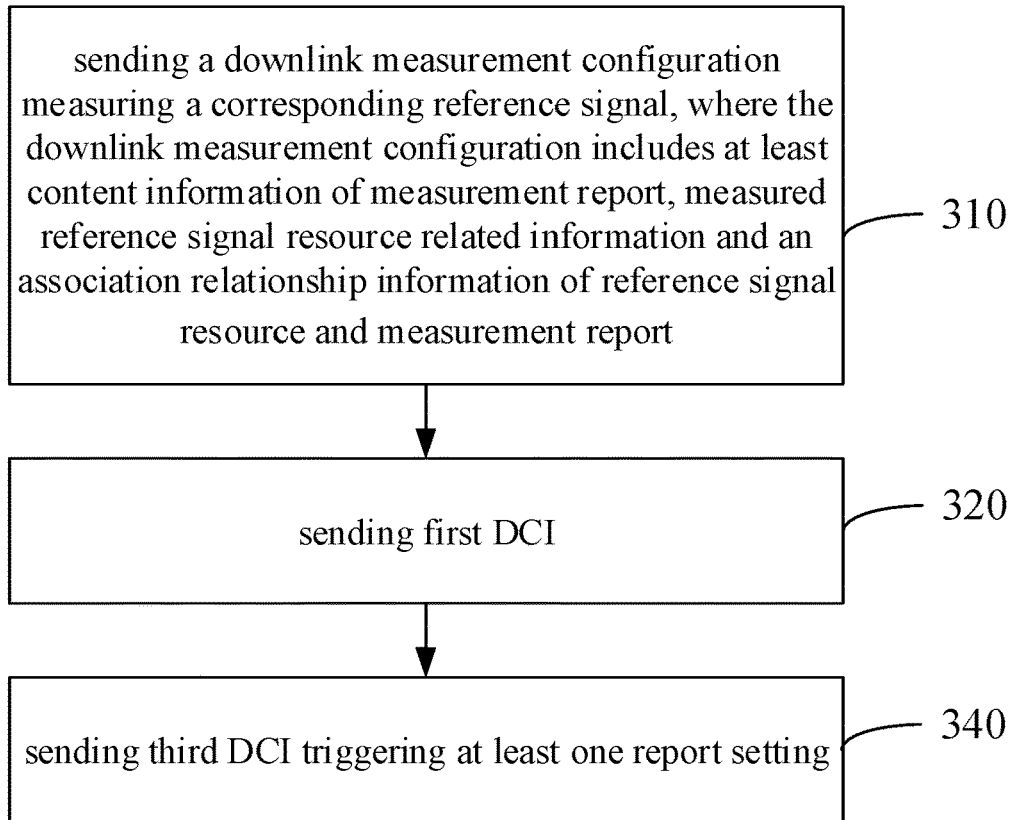 sending a downlink measurement configuration
measuring a corresponding reference signal, where the
downlink measurement configuration includes at least
content information of measurement report, measured
reference signal resource related information and an
association relationship information of reference signal
resource and measurement report
310
sending first DCI
320
sending third DCI triggering at least one report setting
340